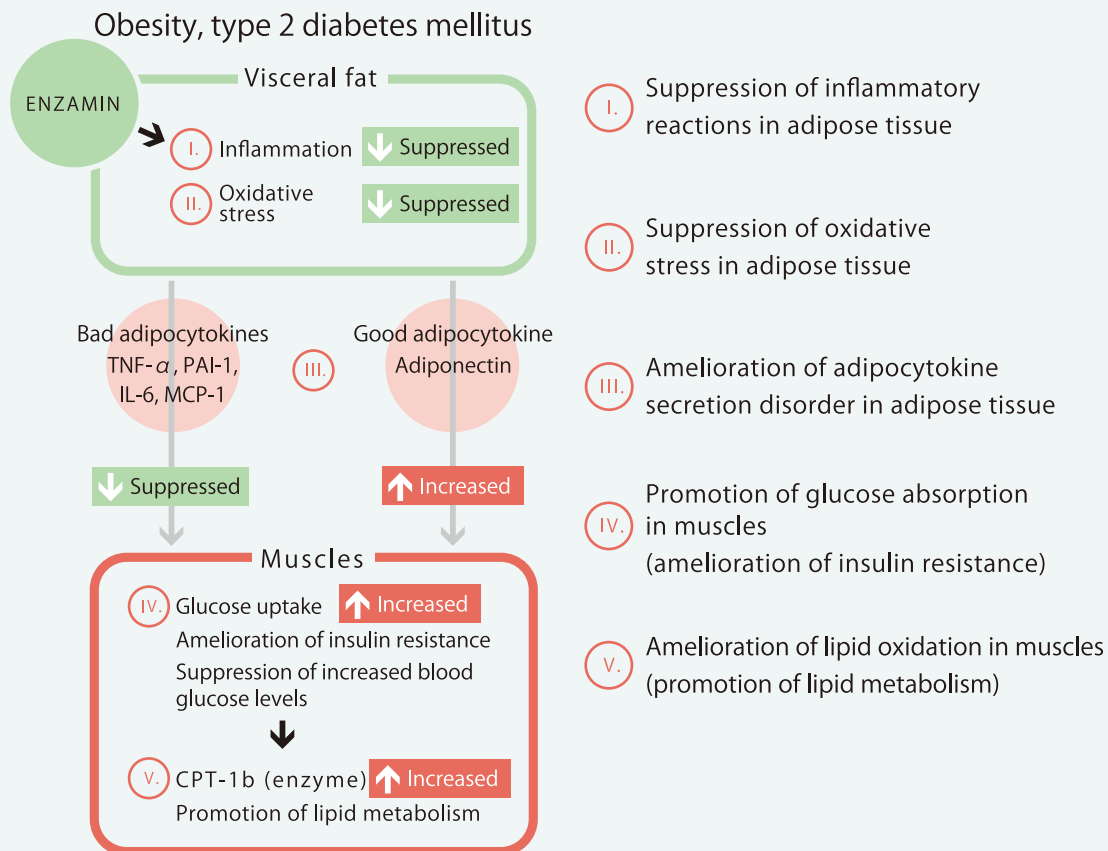 Obesity, type 2 diabetes mellitus
ENZAMIN
Visceral fat
I. Inflammation
Suppressed
II. Oxidative
stress
Suppressed
Bad adipocytokines
TNF-α, PAI-1,
IL-6, MCP-1
III.
Good adipocytokine
Adiponectin
Suppressed
Increased
Muscles
IV. Glucose uptake
Increased
Amelioration of insulin resistance
Suppression of increased blood
glucose levels
V. CPT-1b (enzyme)
Increased
Promotion of lipid metabolism
I. Suppression of inflammatory
reactions in adipose tissue
II. Suppression of oxidative
stress in adipose tissue
III. Amelioration of adipocytokine
secretion disorder in adipose tissue
IV. Promotion of glucose absorption
in muscles
(amelioration of insulin resistance)
V. Amelioration of lipid oxidation in muscles
(promotion of lipid metabolism)